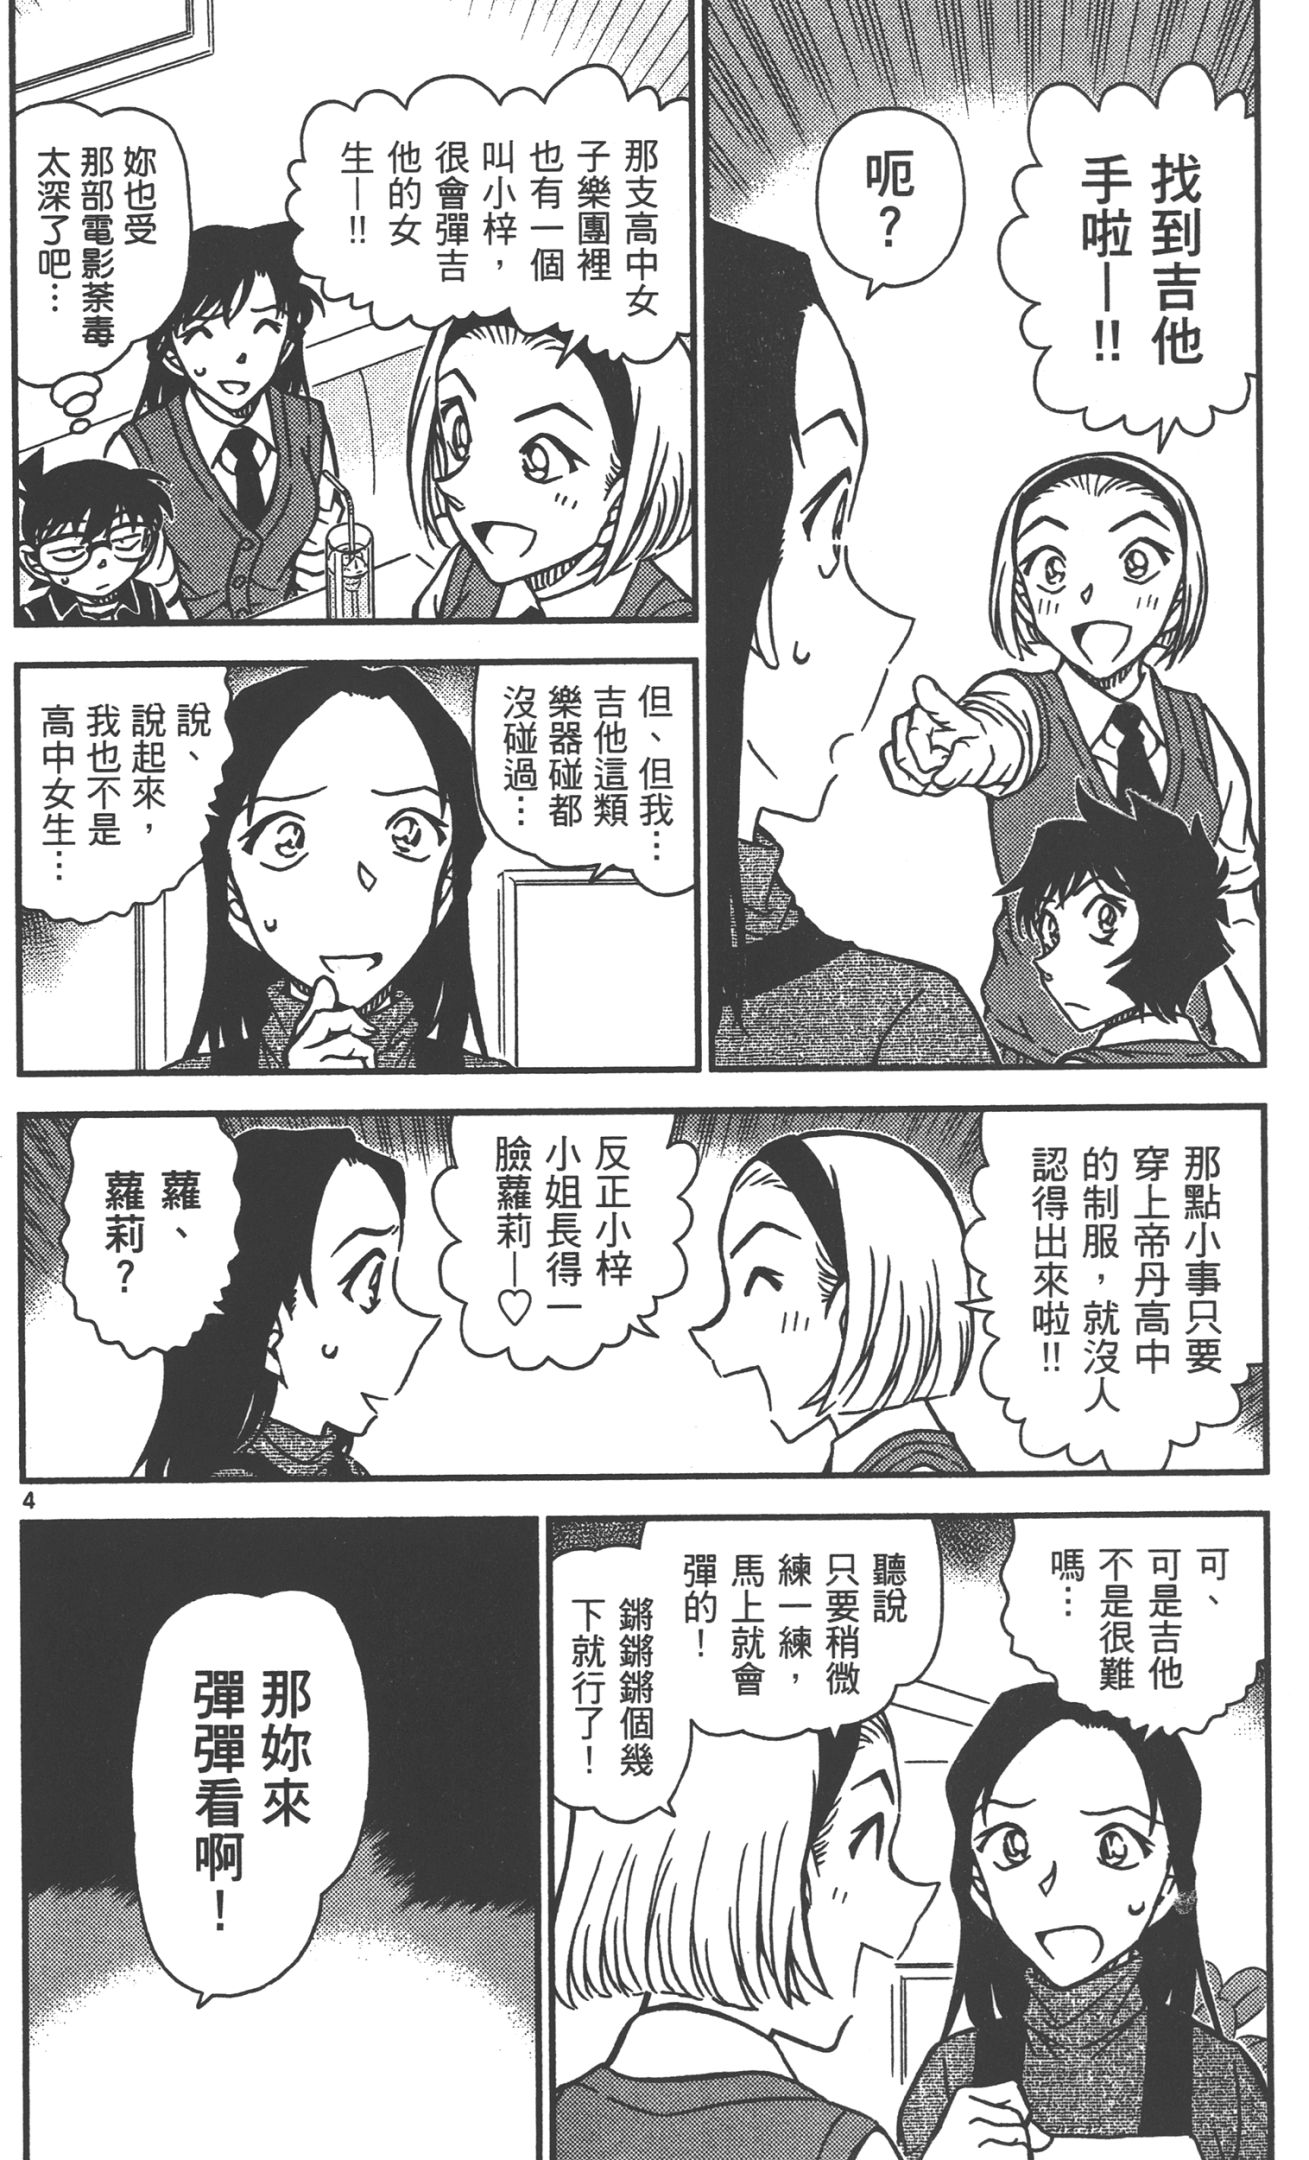 找到吉他
手啦—!!
呃？
那支高中女
子樂團裡
也有一個
叫小梓，
很會彈吉
他的女
生—!!
妳也受
那部電影荼毒
太深了吧…
但、但我…
吉他這類
樂器碰都
沒碰過…
說、
說起來，
我也不是
高中女生…
那點小事只要
穿上帝丹高中
的制服，就沒人
認得出來啦!!
反正小梓
小姐長得一
臉蘿莉—♡
蘿、
蘿莉？
4
可、
可是吉他
不是很難
嗎…
聽說
只要稍微
練一練，
馬上就會
彈的！
鏘鏘鏘個幾
下就行了！
那妳來
彈彈看啊！